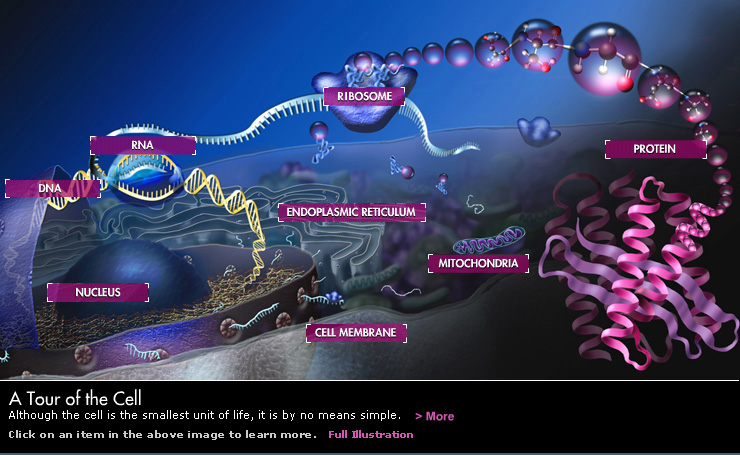 RIBOSOME
RNA
PROTEIN
DNA
ENDOPLASMIC RETICULUM
MITOCHONDRIA
NUCLEUS
CELL MEMBRANE
A Tour of the Cell
Although the cell is the smallest unit of life, it is by no means simple. > More
Click on an item in the above image to learn more. Full Illustration